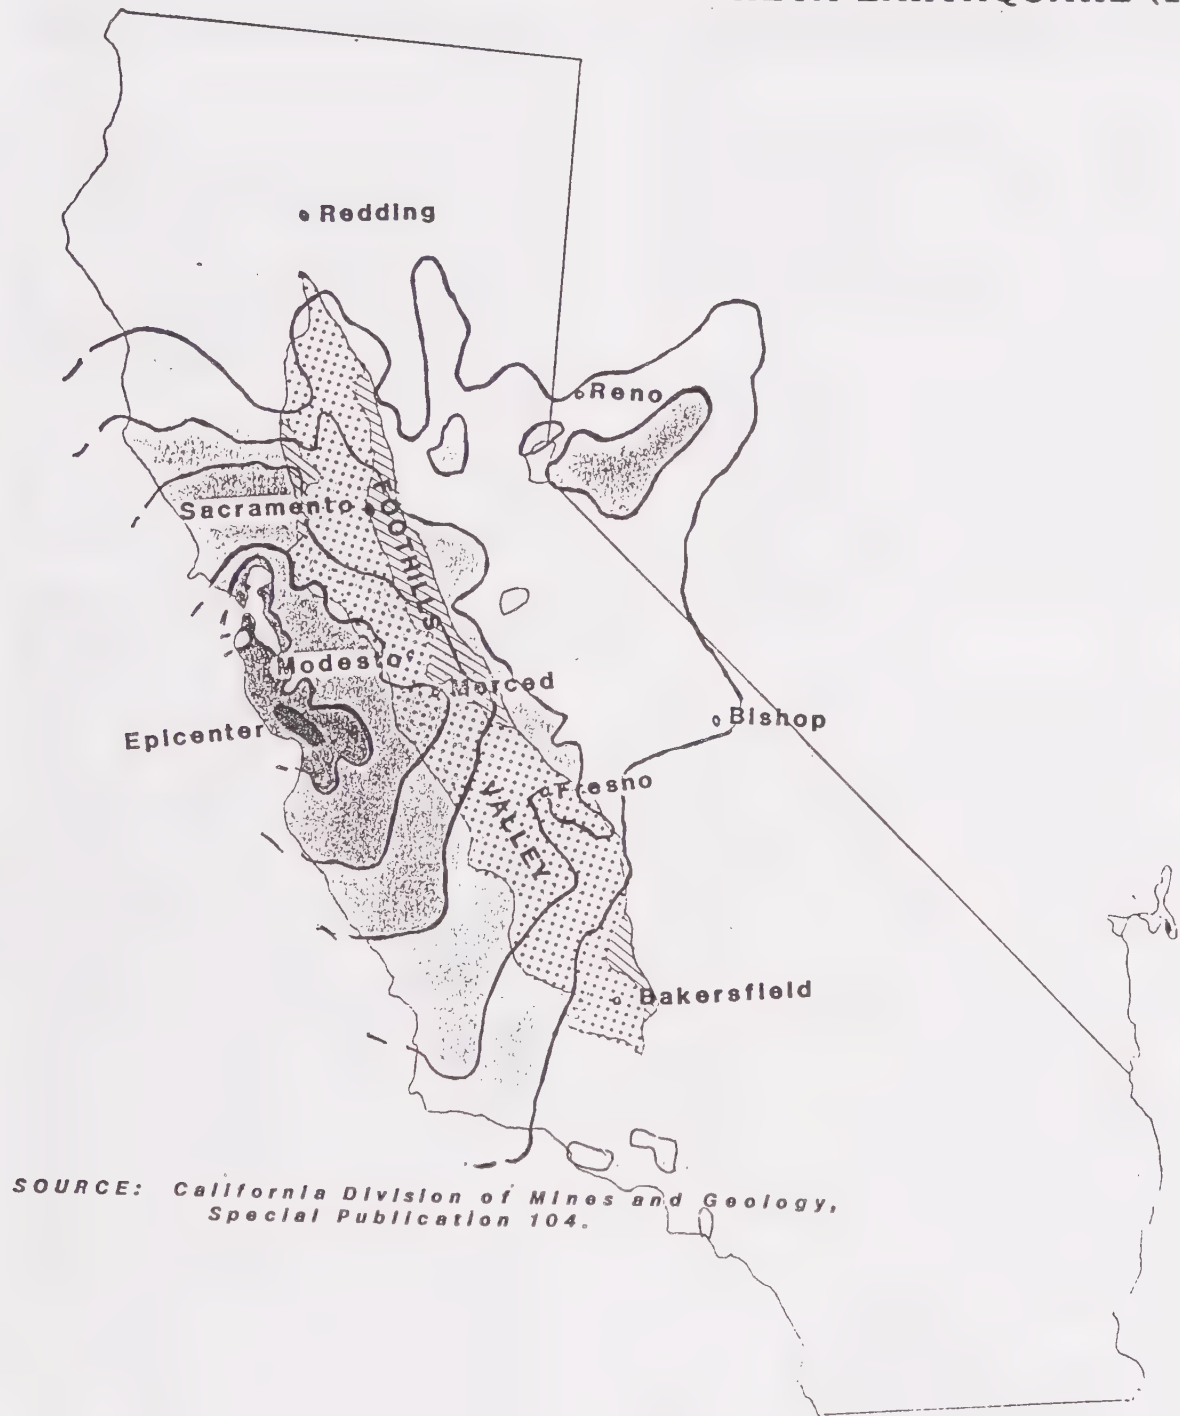 EARTHQUAKE
Redding
Reno
Sacramento
FOOTHILLS
Modesto
Merced
Epicenter
Bishop
Fresno
VALLEY
Bakersfield
SOURCE: California Division of Mines and Geology,
Special Publication 104.